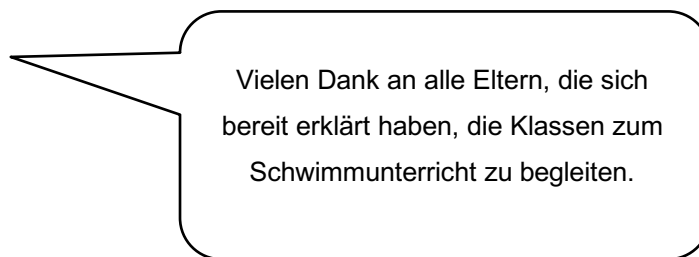 Vielen Dank an alle Eltern, die sich
bereit erklärt haben, die Klassen zum
Schwimmunterricht zu begleiten.